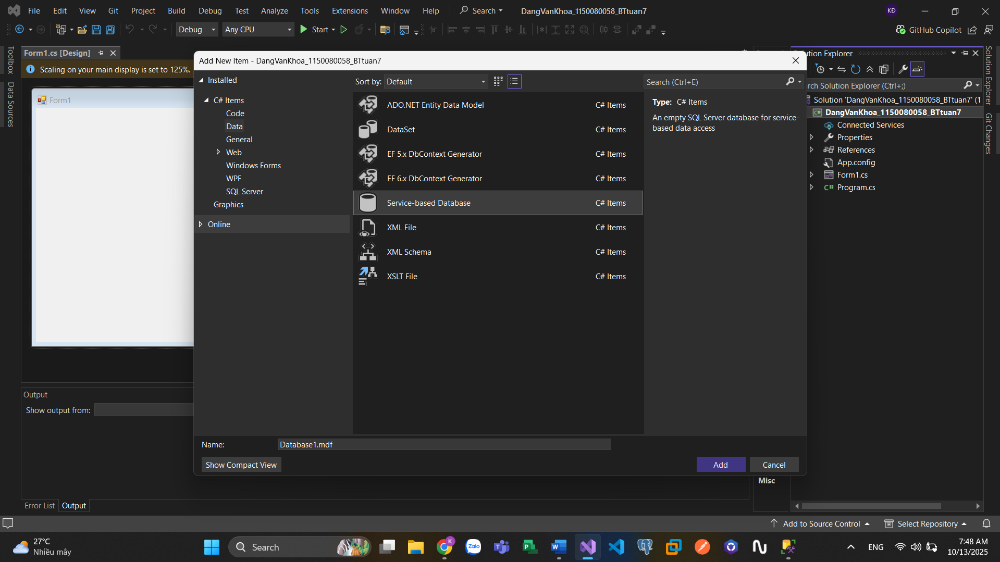 File Edit View Git Project Build Debug Test Analyze Tools Extensions Window Help Search DangVanKhoa_1150080058_BTtuan7 KD
Debug Any CPU Start GitHub Copilot
Toolbox
Data Sources
Form1.cs [Design]
Scaling on your main display is set to 125%.
Form1
Add New Item - DangVanKhoa_1150080058_BTtuan7
Installed
C# Items
Code
Data
General
Web
Windows Forms
WPF
SQL Server
Graphics
Online
Sort by: Default
Search (Ctrl+E)
ADO.NET Entity Data Model C# Items
DataSet C# Items
EF 5.x DbContext Generator C# Items
EF 6.x DbContext Generator C# Items
Service-based Database C# Items
XML File C# Items
XML Schema C# Items
XSLT File C# Items
Type: C# Items
An empty SQL Server database for service-
based data access
Name: Database1.mdf
Show Compact View Add Cancel
ution Explorer
rch Solution Explorer (Ctrl+;)
Solution 'DangVanKhoa_1150080058_BTtuan7' (1
DangVanKhoa_1150080058_BTtuan7
Connected Services
Properties
References
App.config
Form1.cs
Program.cs
Solution Explorer
Git Changes
Output
Show output from:
Misc
Error List Output
Add to Source Control Select Repository
27°C
Nhiều mây
Search
Zalo
K
ENG
7:48 AM
10/13/2025